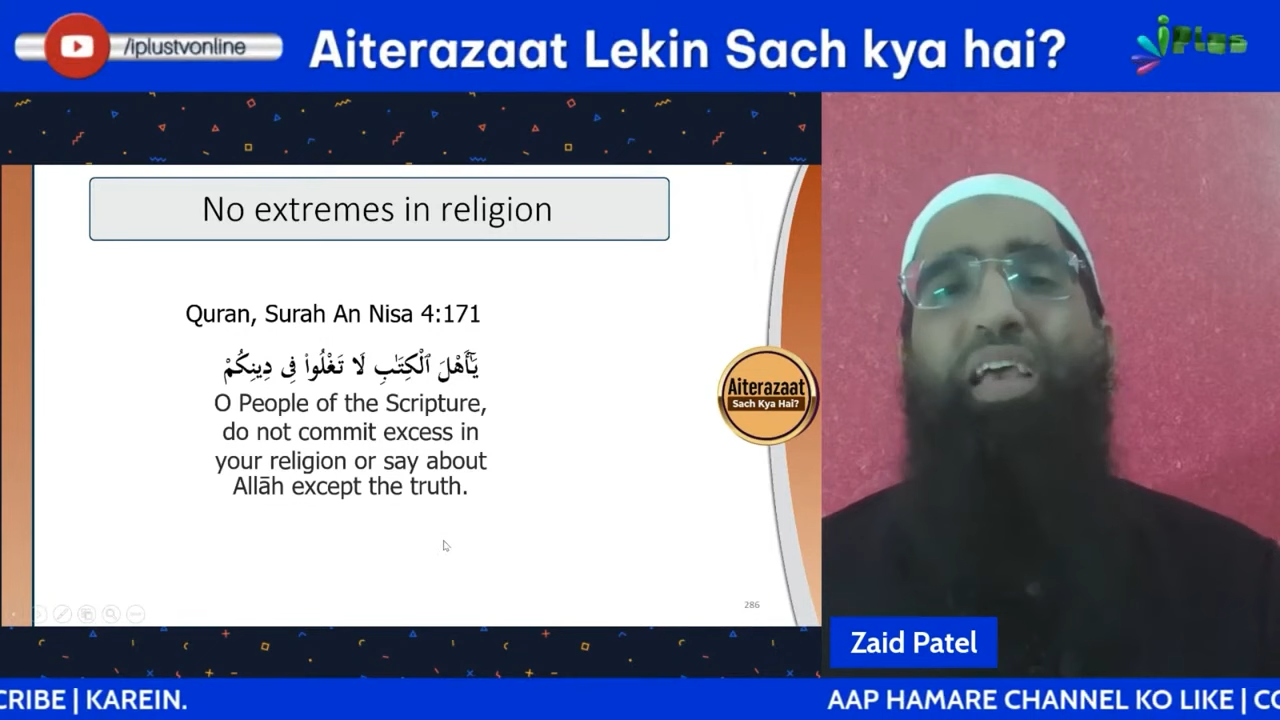 /iplustvonline
Aiterazaat Lekin Sach kya hai?
iPlus
No extremes in religion
Quran, Surah An Nisa 4:171
يَٰٓأَهْلَ ٱلْكِتَٰبِ لَا تَغْلُوا۟ فِى دِينِكُمْ
O People of the Scripture,
do not commit excess in
your religion or say about
Allāh except the truth.
Aiterazaat
Sach Kya Hai?
286
Zaid Patel
CRIBE | KAREIN.
AAP HAMARE CHANNEL KO LIKE | CO